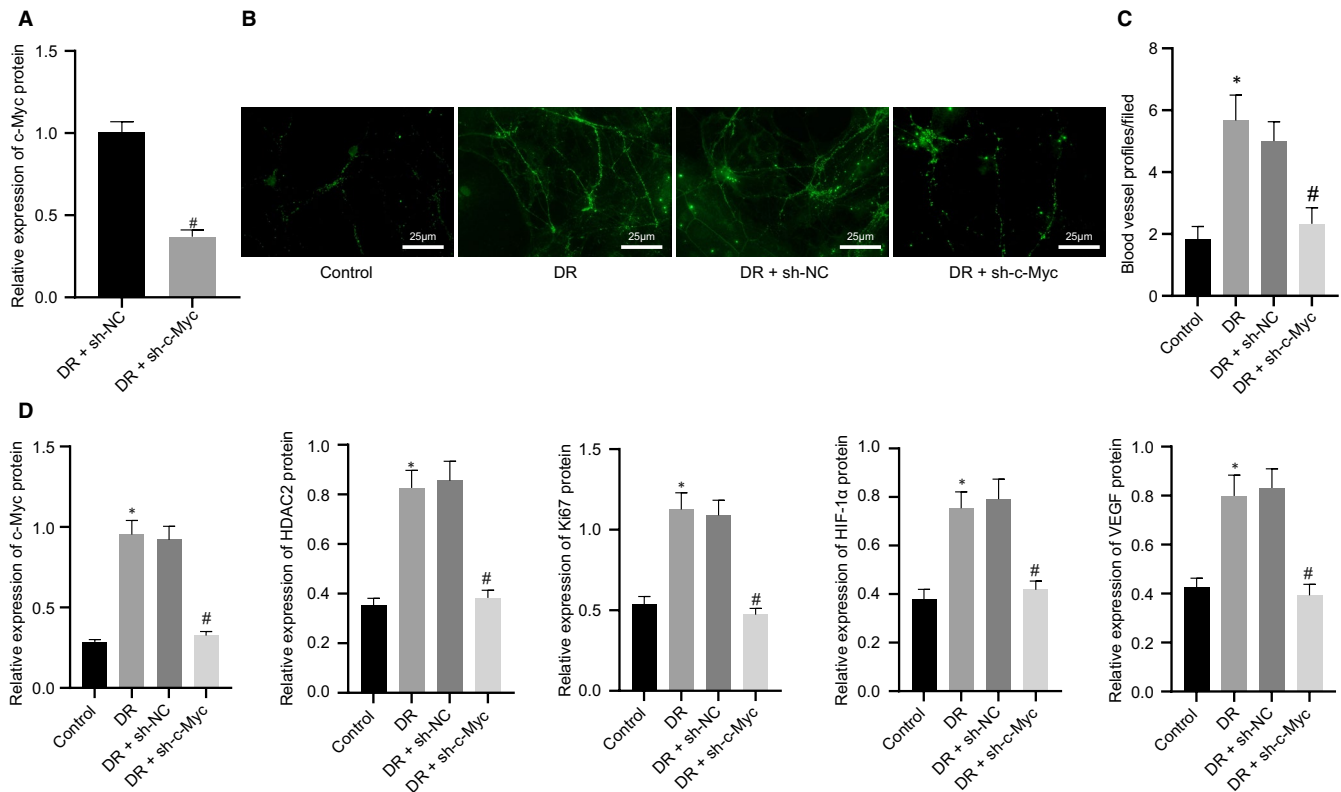 A
Relative expression of c-Myc protein
1.5
1.0
0.5
0.0
#
DR + sh-NC
DR + sh-c-Myc
B
25μm
25μm
25μm
25μm
Control
DR
DR + sh-NC
DR + sh-c-Myc
C
Blood vessel profiles/filed
8
6
4
2
0
*
#
Control
DR
DR + sh-NC
DR + sh-c-Myc
D
Relative expression of c-Myc protein
1.5
1.0
0.5
0.0
*
#
Control
DR
DR + sh-NC
DR + sh-c-Myc
Relative expression of HDAC2 protein
1.0
0.8
0.6
0.4
0.2
0.0
*
#
Control
DR
DR + sh-NC
DR + sh-c-Myc
Relative expression of Ki67 protein
1.5
1.0
0.5
0.0
*
#
Control
DR
DR + sh-NC
DR + sh-c-Myc
Relative expression of HIF-1α protein
1.0
0.8
0.6
0.4
0.2
0.0
*
#
Control
DR
DR + sh-NC
DR + sh-c-Myc
Relative expression of VEGF protein
1.0
0.8
0.6
0.4
0.2
0.0
*
#
Control
DR
DR + sh-NC
DR + sh-c-Myc